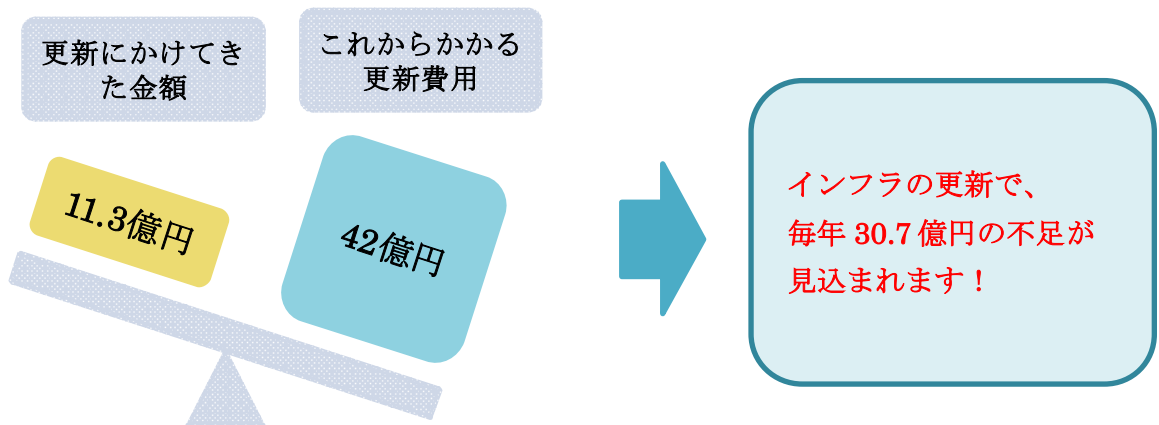 更新にかけてき
た金額
これからかかる
更新費用
11.3億円
42億円
インフラの更新で、
毎年 30.7 億円の不足が
見込まれます！